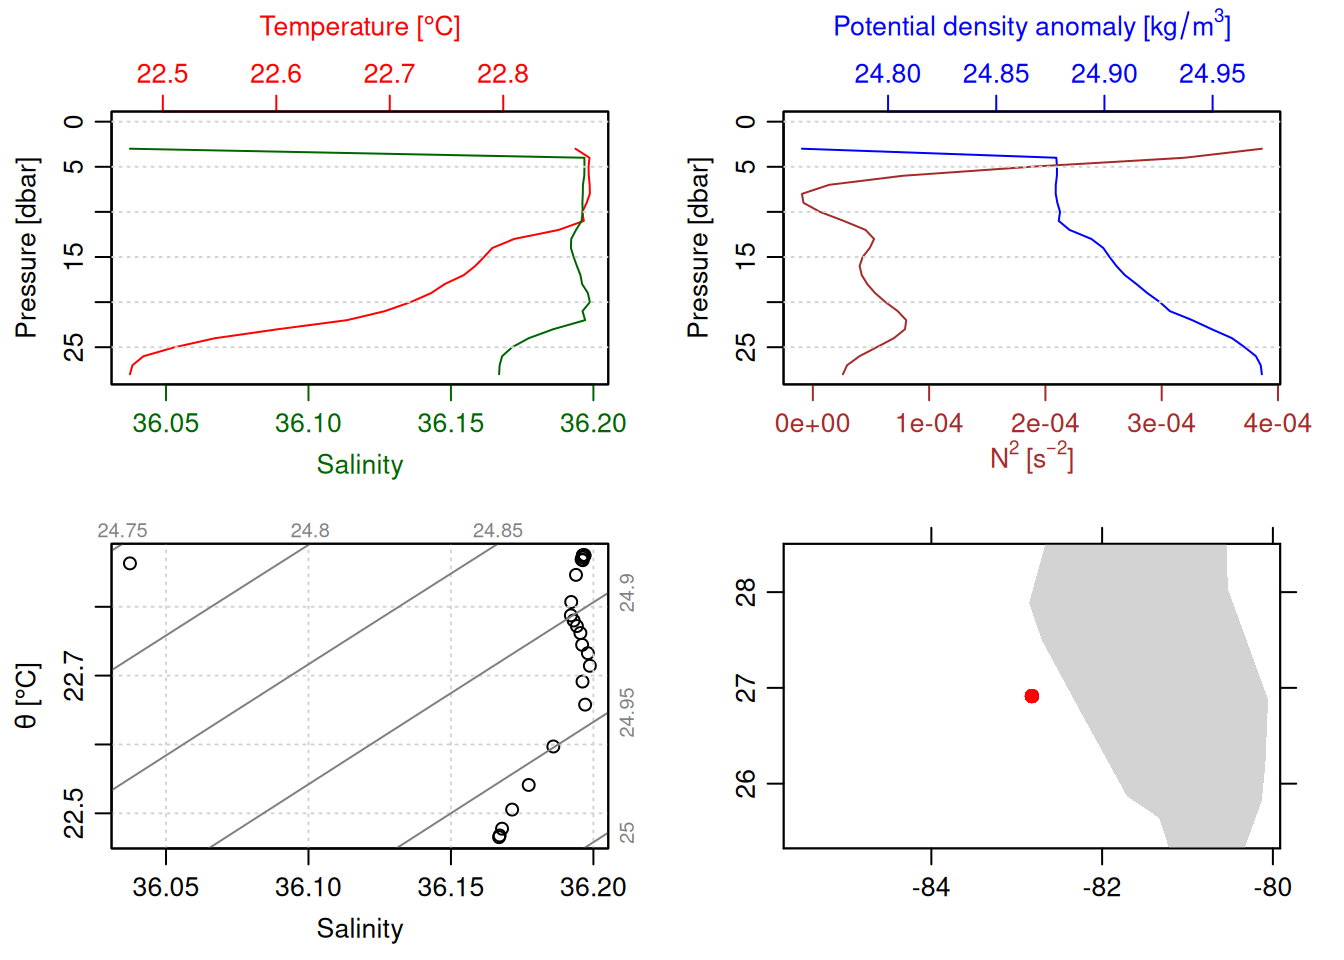 Temperature [°C]
22.5 22.6 22.7 22.8
0
5
15
25
Pressure [dbar]
36.05 36.10 36.15 36.20
Salinity
Potential density anomaly [kg/m³]
24.80 24.85 24.90 24.95
0
5
15
25
Pressure [dbar]
0e+00 1e-04 2e-04 3e-04 4e-04
N² [s⁻²]
24.75 24.8 24.85
24.9
24.95
25
22.7
22.5
θ [°C]
36.05 36.10 36.15 36.20
Salinity
28
27
26
-84 -82 -80